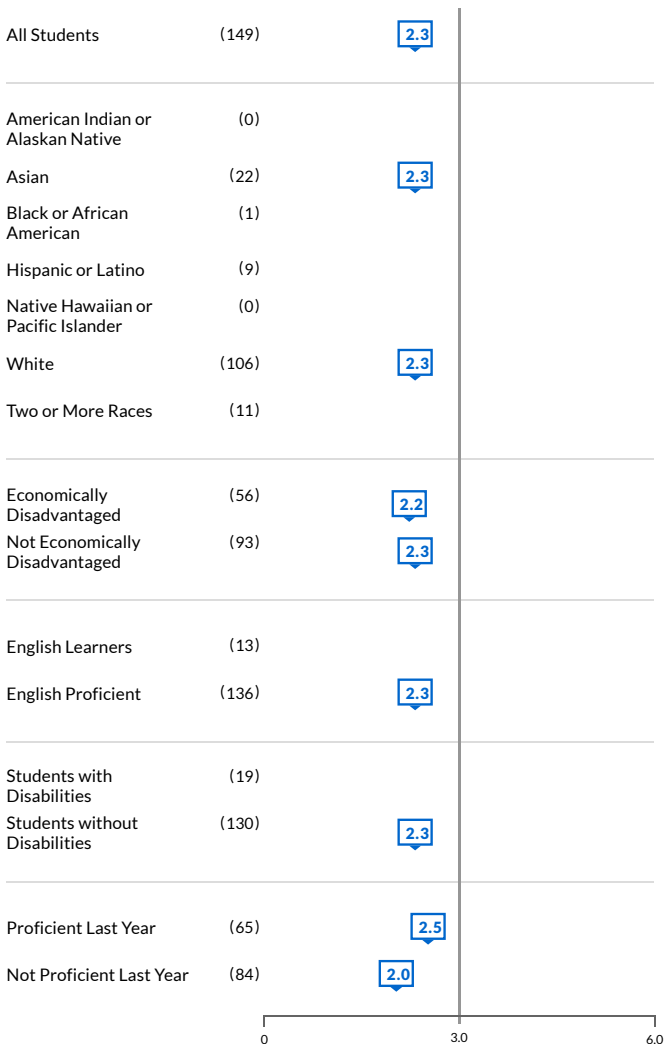 All Students (149) 2.3
American Indian or (0)
Alaskan Native
Asian (22) 2.3
Black or African (1)
American
Hispanic or Latino (9)
Native Hawaiian or (0)
Pacific Islander
White (106) 2.3
Two or More Races (11)
Economically (56) 2.2
Disadvantaged
Not Economically (93) 2.3
Disadvantaged
English Learners (13)
English Proficient (136) 2.3
Students with (19)
Disabilities
Students without (130) 2.3
Disabilities
Proficient Last Year (65) 2.5
Not Proficient Last Year (84) 2.0
0 3.0 6.0